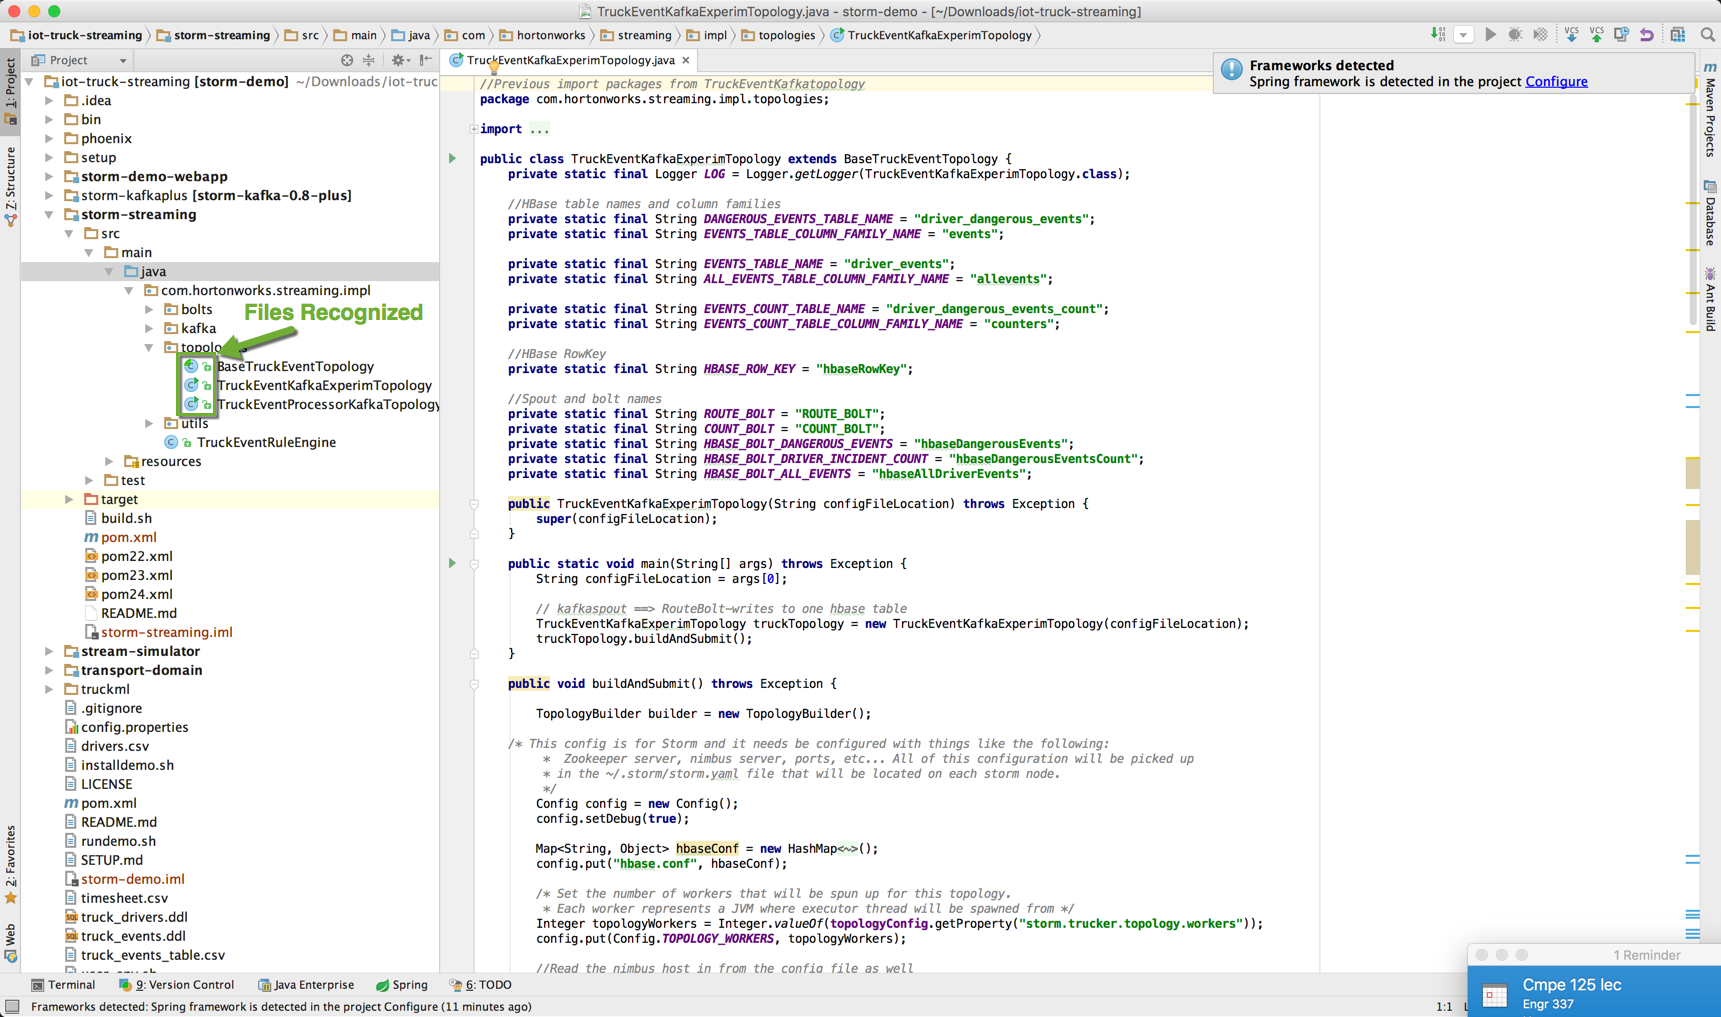 TruckEventKafkaExperimTopology.java - storm-demo - [~/Downloads/iot-truck-streaming]
iot-truck-streaming storm-streaming src main java com hortonworks streaming impl topologies TruckEventKafkaExperimTopology
Project
TruckEventKafkaExperimTopology.java
Frameworks detected
Spring framework is detected in the project Configure
1: Project
Z: Structure
2: Favorites
Web
Maven Projects
Database
Ant Build
iot-truck-streaming [storm-demo] ~/Downloads/iot-truc
.idea
bin
phoenix
setup
storm-demo-webapp
storm-kafkaplus [storm-kafka-0.8-plus]
storm-streaming
src
main
java
com.hortonworks.streaming.impl
bolts
Files Recognized
kafka
BaseTruckEventTopology
TruckEventKafkaExperimTopology
TruckEventProcessorKafkaTopology
utils
TruckEventRuleEngine
resources
test
target
build.sh
pom.xml
pom22.xml
pom23.xml
pom24.xml
README.md
storm-streaming.iml
stream-simulator
transport-domain
truckml
.gitignore
config.properties
drivers.csv
installdemo.sh
LICENSE
pom.xml
README.md
rundemo.sh
SETUP.md
storm-demo.iml
timesheet.csv
truck_drivers.ddl
truck_events.ddl
truck_events_table.csv
//Previous import packages from TruckEventKafkatopology
package com.hortonworks.streaming.impl.topologies;
import ...
public class TruckEventKafkaExperimTopology extends BaseTruckEventTopology {
private static final Logger LOG = Logger.getLogger(TruckEventKafkaExperimTopology.class);
//HBase table names and column families
private static final String DANGEROUS_EVENTS_TABLE_NAME = "driver_dangerous_events";
private static final String EVENTS_TABLE_COLUMN_FAMILY_NAME = "events";
private static final String EVENTS_TABLE_NAME = "driver_events";
private static final String ALL_EVENTS_TABLE_COLUMN_FAMILY_NAME = "allevents";
private static final String EVENTS_COUNT_TABLE_NAME = "driver_dangerous_events_count";
private static final String EVENTS_COUNT_TABLE_COLUMN_FAMILY_NAME = "counters";
//HBase RowKey
private static final String HBASE_ROW_KEY = "hbaseRowKey";
//Spout and bolt names
private static final String ROUTE_BOLT = "ROUTE_BOLT";
private static final String COUNT_BOLT = "COUNT_BOLT";
private static final String HBASE_BOLT_DANGEROUS_EVENTS = "hbaseDangerousEvents";
private static final String HBASE_BOLT_DRIVER_INCIDENT_COUNT = "hbaseDangerousEventsCount";
private static final String HBASE_BOLT_ALL_EVENTS = "hbaseAllDriverEvents";
public TruckEventKafkaExperimTopology(String configFileLocation) throws Exception {
super(configFileLocation);
}
public static void main(String[] args) throws Exception {
String configFileLocation = args[0];
// kafkaspout ==> RouteBolt-writes to one hbase table
TruckEventKafkaExperimTopology truckTopology = new TruckEventKafkaExperimTopology(configFileLocation);
truckTopology.buildAndSubmit();
}
public void buildAndSubmit() throws Exception {
TopologyBuilder builder = new TopologyBuilder();
/* This config is for Storm and it needs be configured with things like the following:
* Zookeeper server, nimbus server, ports, etc... All of this configuration will be picked up
* in the ~/.storm/storm.yaml file that will be located on each storm node.
*/
Config config = new Config();
config.setDebug(true);
Map<String, Object> hbaseConf = new HashMap<~>();
config.put("hbase.conf", hbaseConf);
/* Set the number of workers that will be spun up for this topology.
* Each worker represents a JVM where executor thread will be spawned from */
Integer topologyWorkers = Integer.valueOf(topologyConfig.getProperty("storm.trucker.topology.workers"));
config.put(Config.TOPOLOGY_WORKERS, topologyWorkers);
//Read the nimbus host in from the config file as well
1 Reminder
Cmpe 125 lec
Engr 337
Terminal 9: Version Control Java Enterprise Spring 6: TODO
Frameworks detected: Spring framework is detected in the project Configure (11 minutes ago)
1:1